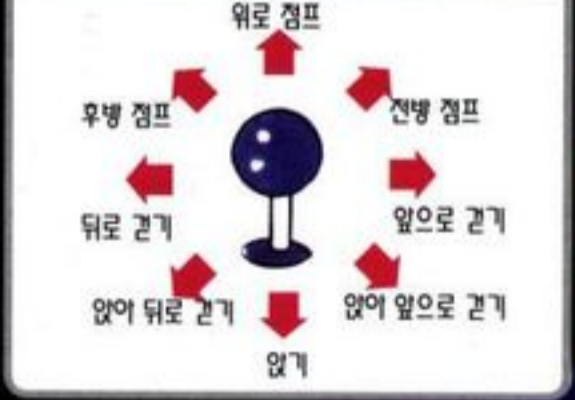 위로 점프
후방 점프
전방 점프
뒤로 걷기
앞으로 걷기
앉아 뒤로 걷기
앉아 앞으로 걷기
앉기